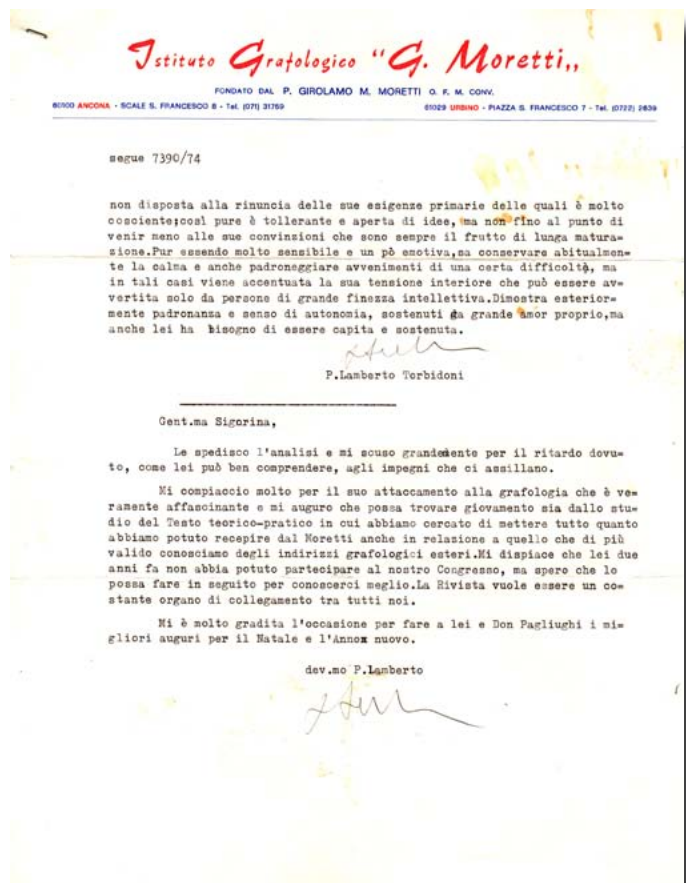 Istituto Grafologico "G. Moretti„
FONDATO DAL P. GIROLAMO M. MORETTI O. F. M. CONV.
60100 ANCONA - SCALE S. FRANCESCO 8 - Tel. (071) 31759
61029 URBINO - PIAZZA S. FRANCESCO 7 - Tel. (0722) 2639
segue 7390/74
non disposta alla rinuncia delle sue esigenze primarie delle quali è molto
cosciente;così pure è tollerante e aperta di idee, ma non fino al punto di
venir meno alle sue convinzioni che sono sempre il frutto di lunga matura=
zione.Pur essendo molto sensibile e un pò emotiva,sa conservare abitualmen=
te la calma e anche padroneggiare avvenimenti di una certa difficoltà, ma
in tali casi viene accentuata la sua tensione interiore che può essere av=
vertita solo da persone di grande finezza intellettiva.Dimostra esterior=
mente padronanza e senso di autonomia, sostenuti da grande amor proprio,ma
anche lei ha bisogno di essere capita e sostenuta.
P.Lamberto Torbidoni
Gent.ma Sigorina,
Le spedisco l'analisi e mi scuso grandemente per il ritardo dovu=
to, come lei può ben comprendere, agli impegni che ci assillano.
Mi compiaccio molto per il suo attaccamento alla grafologia che è ve=
ramente affascinante e mi auguro che possa trovare giovamento sia dallo stu=
dio del Testo teorico-pratico in cui abbiamo cercato di mettere tutto quanto
abbiamo potuto recepire dal Moretti anche in relazione a quello che di più
valido conosciamo degli indirizzi grafologici esteri.Mi dispiace che lei due
anni fa non abbia potuto partecipare al nostro Congresso, ma spero che lo
possa fare in seguito per conoscerci meglio.La Rivista vuole essere un co=
stante organo di collegamento tra tutti noi.
Mi è molto gradita l'occasione per fare a lei e Don Pagliughi i mi=
gliori auguri per il Natale e l'Annox nuovo.
dev.mo P.Lamberto